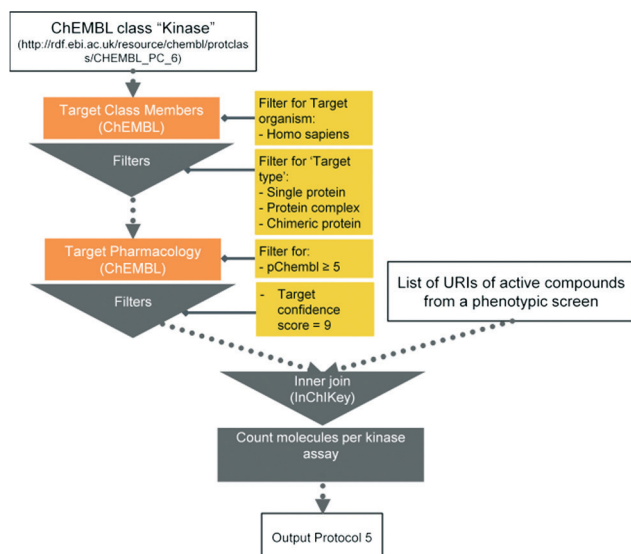 ChEMBL class “Kinase”
(http://rdf.ebi.ac.uk/resource/chembl/protclas
s/CHEMBL_PC_6)
Target Class Members
(ChEMBL)
Filter for Target
organism:
- Homo sapiens
Filters
Filter for ‘Target
type’:
- Single protein
- Protein complex
- Chimeric protein
Target Pharmacology
(ChEMBL)
Filter for:
- pChembl ≥ 5
Filters
- Target
confidence
score = 9
List of URIs of active compounds
from a phenotypic screen
Inner join
(InChIKey)
Count molecules per kinase
assay
Output Protocol 5